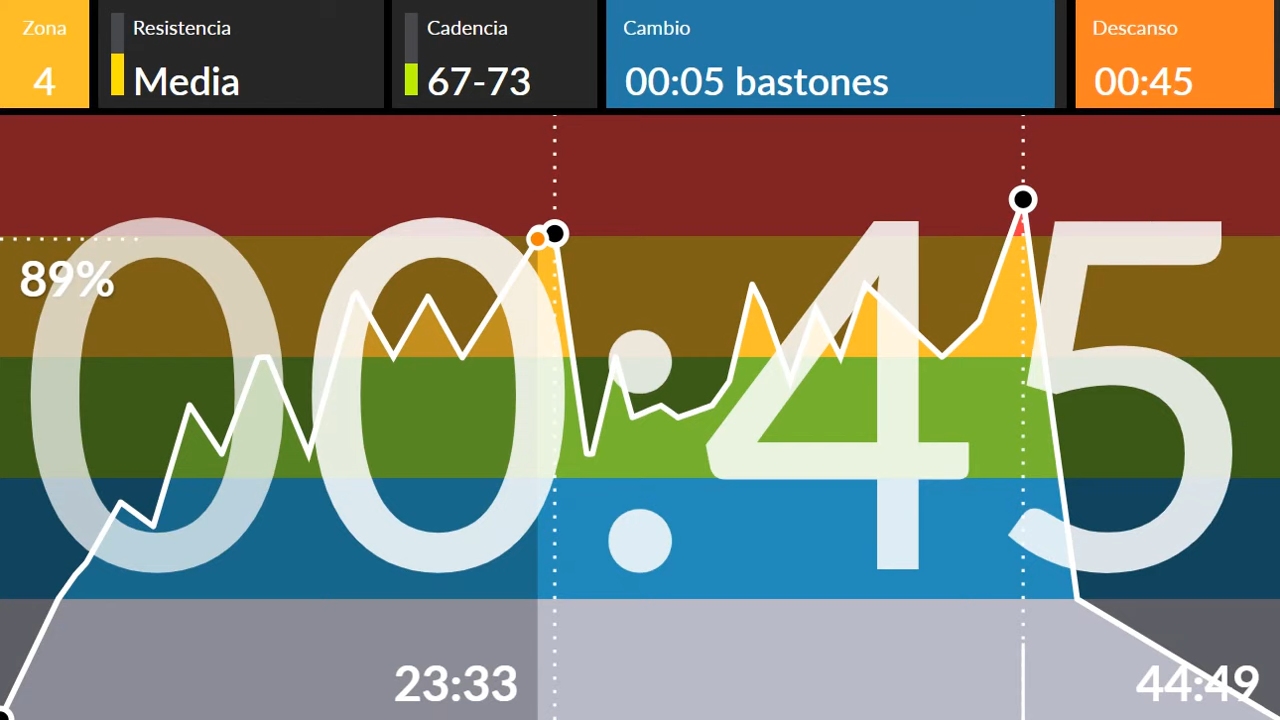 Zona
4
Resistencia
Media
Cadencia
67-73
Cambio
00:05 bastones
Descanso
00:45
89%
00:45
23:33
44:49